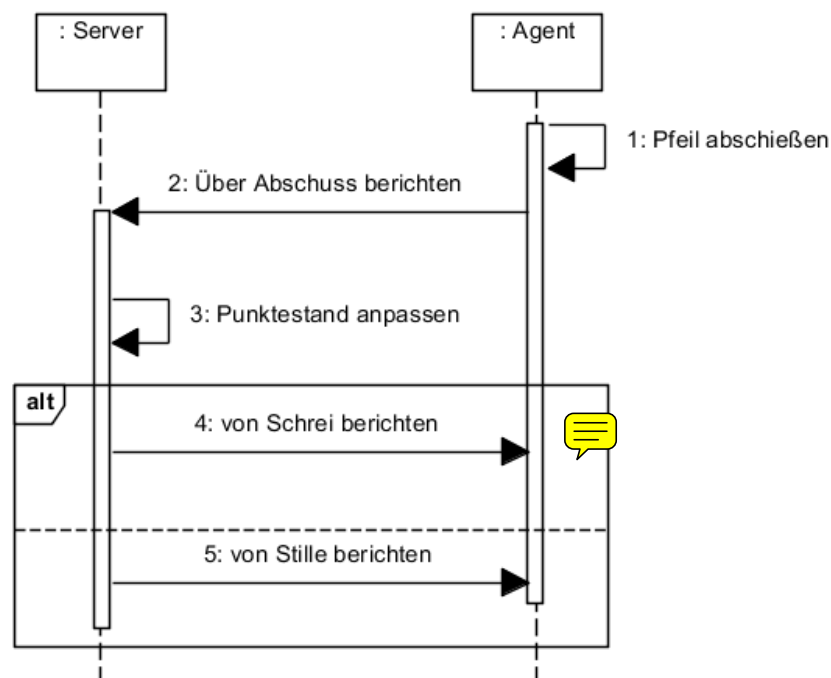 : Server
: Agent
1: Pfeil abschießen
2: Über Abschuss berichten
3: Punktestand anpassen
alt
4: von Schrei berichten
5: von Stille berichten